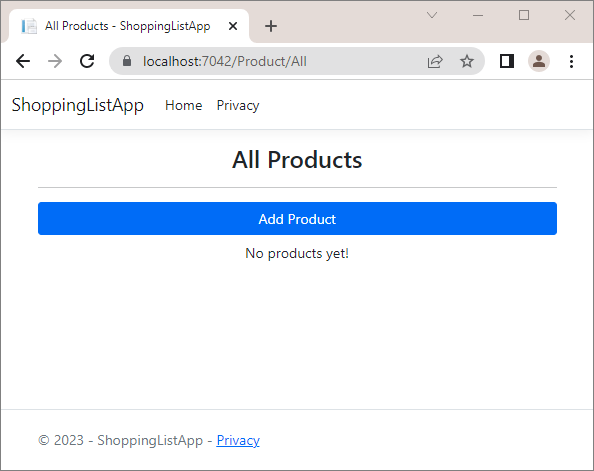 All Products - ShoppingListApp
localhost:7042/Product/All
ShoppingListApp Home Privacy
All Products
Add Product
No products yet!
© 2023 - ShoppingListApp - Privacy